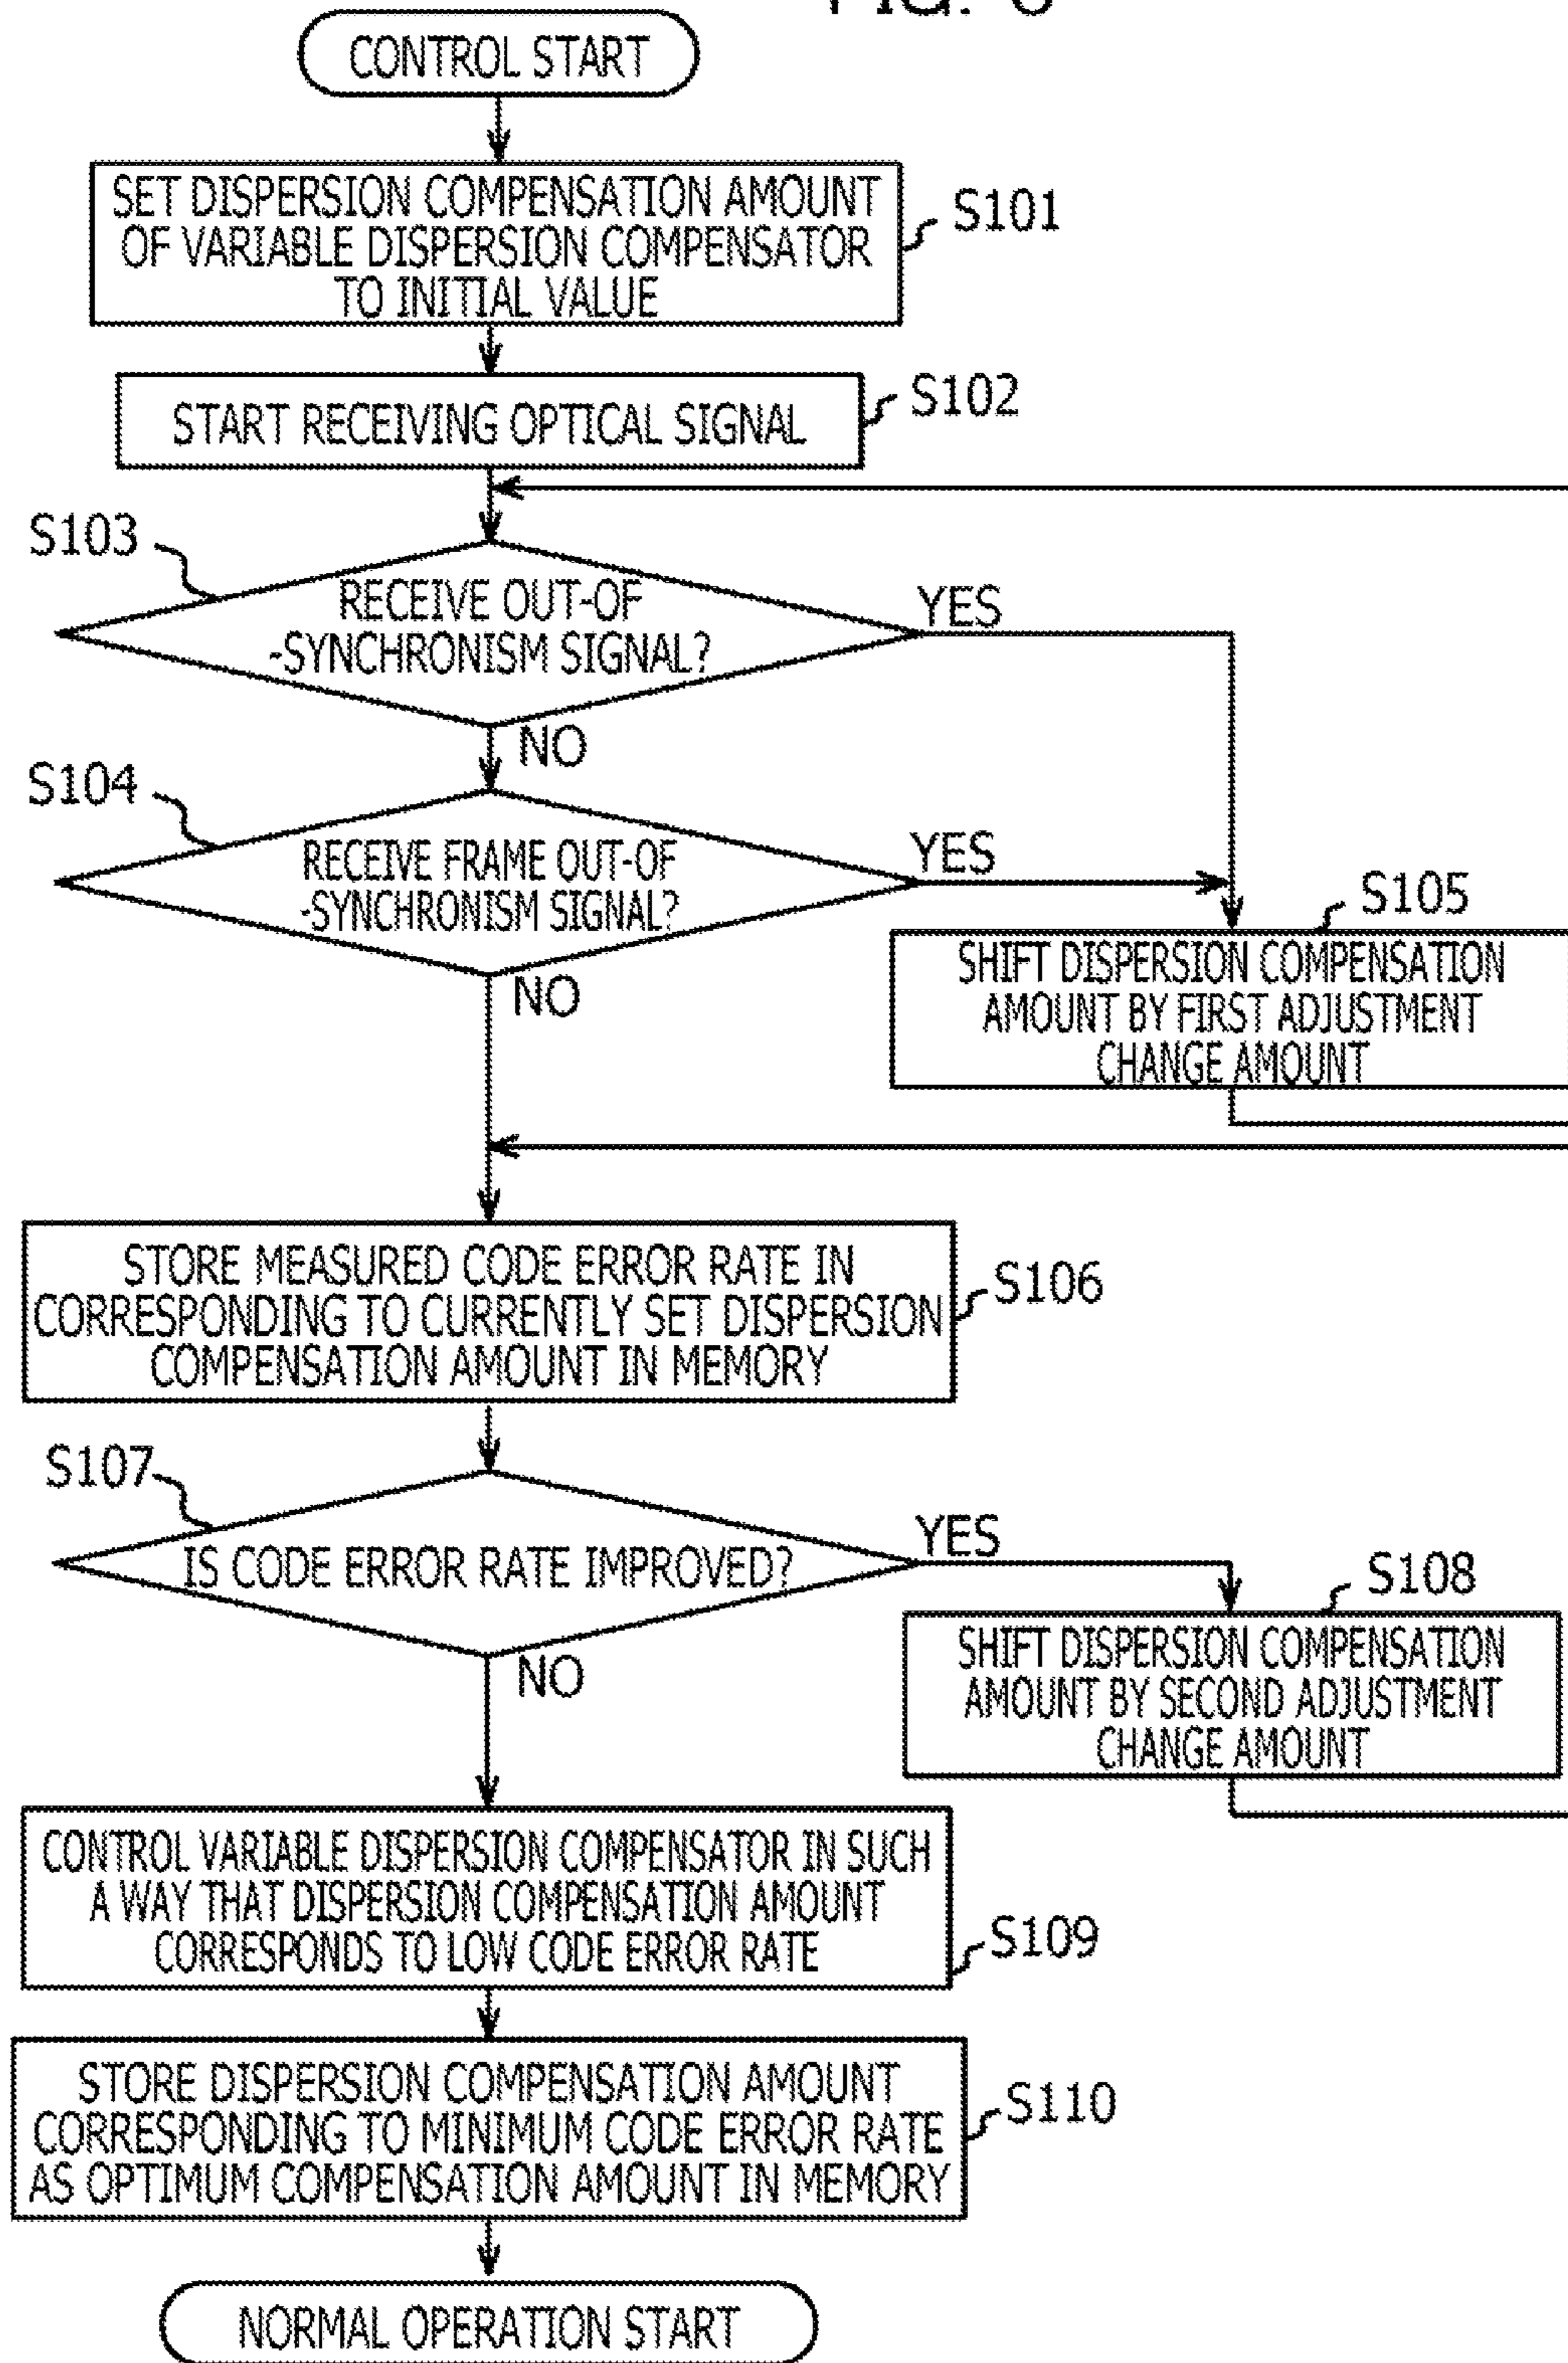 CONTROL START
SET DISPERSION COMPENSATION AMOUNT
OF VARIABLE DISPERSION COMPENSATOR
TO INITIAL VALUE
S101
START RECEIVING OPTICAL SIGNAL
S102
S103
RECEIVE OUT-OF
-SYNCHRONISM SIGNAL?
YES
NO
S104
RECEIVE FRAME OUT-OF
-SYNCHRONISM SIGNAL?
YES
NO
S105
SHIFT DISPERSION COMPENSATION
AMOUNT BY FIRST ADJUSTMENT
CHANGE AMOUNT
STORE MEASURED CODE ERROR RATE IN
CORRESPONDING TO CURRENTLY SET DISPERSION
COMPENSATION AMOUNT IN MEMORY
S106
S107
IS CODE ERROR RATE IMPROVED?
YES
NO
S108
SHIFT DISPERSION COMPENSATION
AMOUNT BY SECOND ADJUSTMENT
CHANGE AMOUNT
CONTROL VARIABLE DISPERSION COMPENSATOR IN SUCH
A WAY THAT DISPERSION COMPENSATION AMOUNT
CORRESPONDS TO LOW CODE ERROR RATE
S109
STORE DISPERSION COMPENSATION AMOUNT
CORRESPONDING TO MINIMUM CODE ERROR RATE
AS OPTIMUM COMPENSATION AMOUNT IN MEMORY
S110
NORMAL OPERATION START